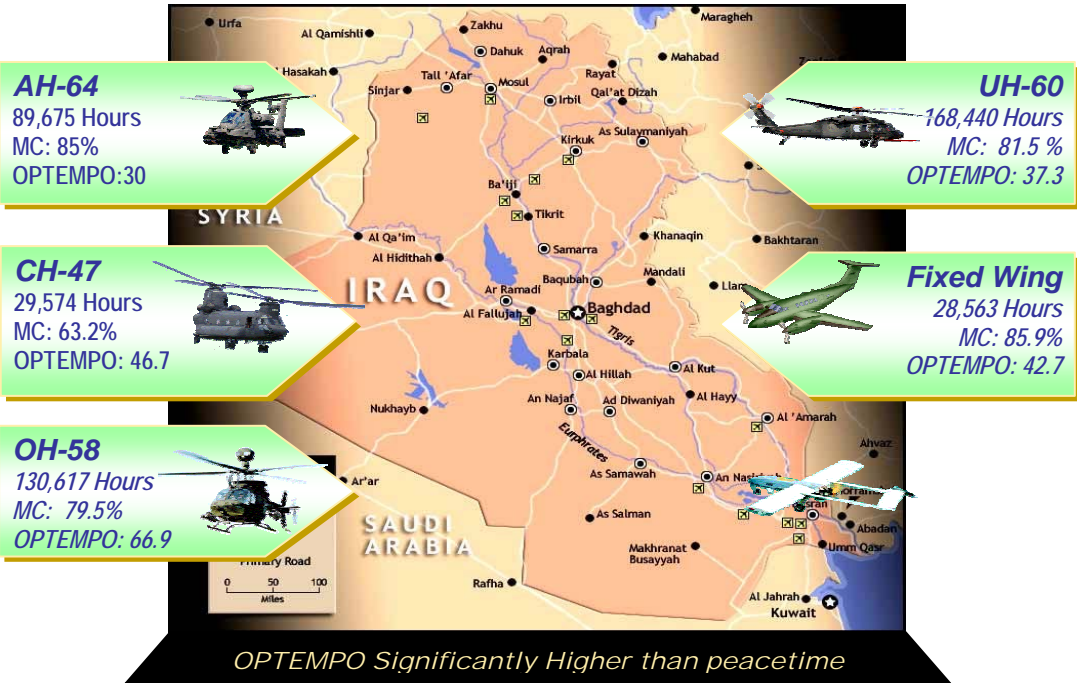 AH-64
89,675 Hours
MC: 85%
OPTEMPO:30
CH-47
29,574 Hours
MC: 63.2%
OPTEMPO: 46.7
OH-58
130,617 Hours
MC: 79.5%
OPTEMPO: 66.9
UH-60
168,440 Hours
MC: 81.5 %
OPTEMPO: 37.3
Fixed Wing
28,563 Hours
MC: 85.9%
OPTEMPO: 42.7
Urfa
Al Qamishli
Zakhu
Maragheh
Hasakah
Dahuk
Aqrah
Mahabad
Sinjar
Tall 'Afar
Mosul
Rayat
Irbil
Qal'at Dizah
As Sulaymaniyah
Kirkuk
Ba'iji
Tikrit
SYRIA
Al Qa'im
Al Hidithah
Samarra
Khanaqin
Bakhtaran
IRAQ
Ar Ramadi
Baqubah
Mandali
Al Fallujah
Baghdad
Tigris
Karbala
Al Hillah
Al Kut
Nukhayb
An Najaf
Ad Diwaniyah
Al Hayy
Al 'Amarah
Eurphrates
As Samawah
Ahvaz
Ar'ar
An
As Salman
Abadan
SAUDI
ARABIA
Makhranat
Busayyah
Umm Qasr
Primary Road
0 50 100
Miles
Rafha
Al Jahrah
Kuwait
OPTEMPO Significantly Higher than peacetime